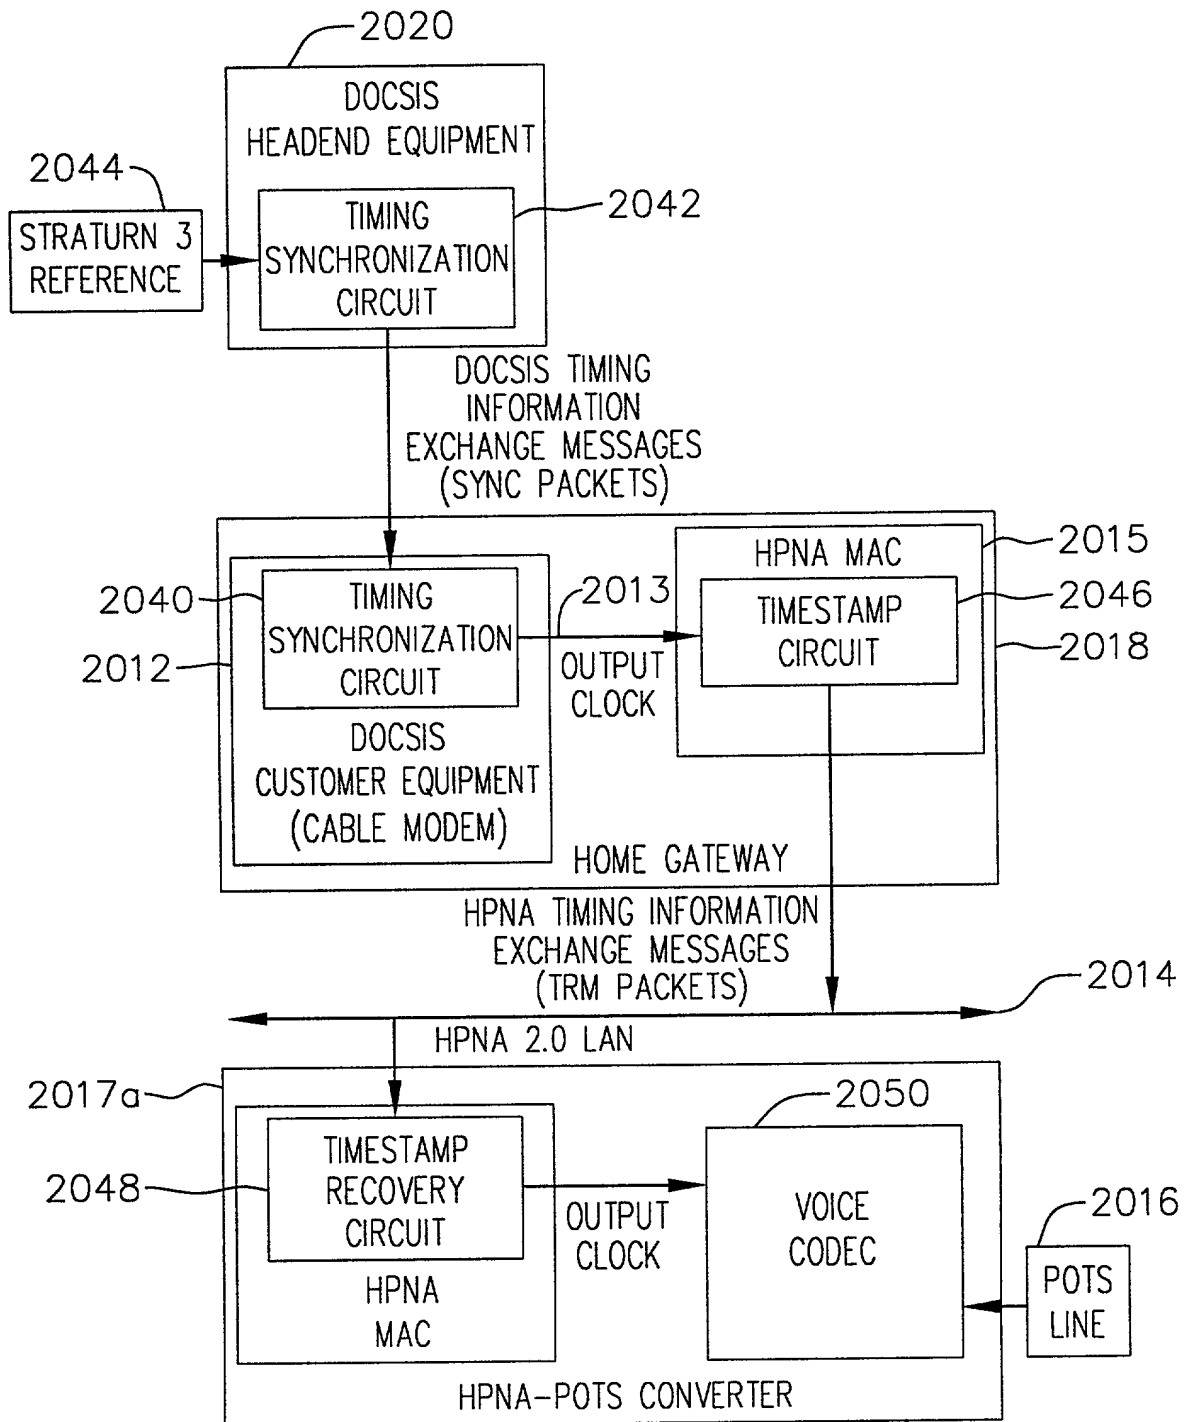 2020
DOCSIS
HEADEND EQUIPMENT
2044
STRATURN 3
REFERENCE
TIMING
SYNCHRONIZATION
CIRCUIT
2042
DOCSIS TIMING
INFORMATION
EXCHANGE MESSAGES
(SYNC PACKETS)
HPNA MAC
2015
2040
TIMING
SYNCHRONIZATION
CIRCUIT
2013
OUTPUT
CLOCK
TIMESTAMP
CIRCUIT
2046
2018
2012
DOCSIS
CUSTOMER EQUIPMENT
(CABLE MODEM)
HOME GATEWAY
HPNA TIMING INFORMATION
EXCHANGE MESSAGES
(TRM PACKETS)
2014
HPNA 2.0 LAN
2017a
2050
2048
TIMESTAMP
RECOVERY
CIRCUIT
OUTPUT
CLOCK
VOICE
CODEC
2016
POTS
LINE
HPNA
MAC
HPNA-POTS CONVERTER